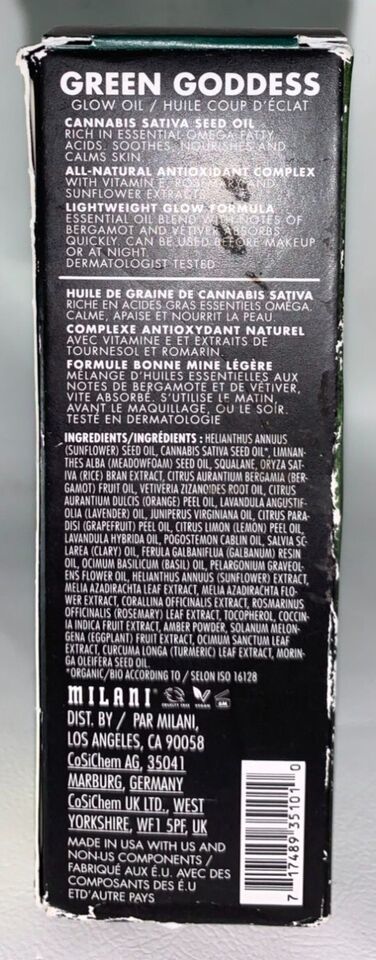 GREEN GODDESS
GLOW OIL / HUILE COUP D'ÉCLAT
CANNABIS SATIVA SEED OIL
RICH IN ESSENTIAL OMEGA FATTY
ACIDS. SOOTHES, NOURISHES AND
CALMS SKIN.
ALL-NATURAL ANTIOXIDANT COMPLEX
WITH VITAMIN E, ROSEMARY AND
SUNFLOWER EXTRACTS
LIGHTWEIGHT GLOW FORMULA
ESSENTIAL OIL BLEND WITH NOTES OF
BERGAMOT AND VETIVER ABSORBS
QUICKLY. CAN BE USED BEFORE MAKEUP
OR AT NIGHT.
DERMATOLOGIST TESTED
HUILE DE GRAINE DE CANNABIS SATIVA
RICHE EN ACIDES GRAS ESSENTIELS OMÉGA.
CALME, APAISE ET NOURRIT LA PEAU.
COMPLEXE ANTIOXYDANT NATUREL
AVEC VITAMINE E ET EXTRAITS DE
TOURNESOL ET ROMARIN.
FORMULE BONNE MINE LÉGÈRE
MÉLANGE D'HUILES ESSENTIELLES AUX
NOTES DE BERGAMOTE ET DE VÉTIVER,
VITE ABSORBÉ. S'UTILISE LE MATIN,
AVANT LE MAQUILLAGE, OU LE SOIR.
TESTÉ EN DERMATOLOGIE
INGREDIENTS/INGRÉDIENTS : HELIANTHUS ANNUUS
(SUNFLOWER) SEED OIL, CANNABIS SATIVA SEED OIL*, LIMNAN-
THES ALBA (MEADOWFOAM) SEED OIL, SQUALANE, ORYZA SAT-
IVA (RICE) BRAN EXTRACT, CITRUS AURANTIUM BERGAMIA (BER-
GAMOT) FRUIT OIL, VETIVERIA ZIZANOIDES ROOT OIL, CITRUS
AURANTIUM DULCIS (ORANGE) PEEL OIL, LAVANDULA ANGUSTIF-
OLIA (LAVENDER) OIL, JUNIPERUS VIRGINIANA OIL, CITRUS PARA-
DISI (GRAPEFRUIT) PEEL OIL, CITRUS LIMON (LEMON) PEEL OIL,
LAVANDULA HYBRIDA OIL, POGOSTEMON CABLIN OIL, SALVIA SC-
LAREA (CLARY) OIL, FERULA GALBANIFLUA (GALBANUM) RESIN
OIL, OCIMUM BASILICUM (BASIL) OIL, PELARGONIUM GRAVEOL-
ENS FLOWER OIL, HELIANTHUS ANNUUS (SUNFLOWER) EXTRACT,
MELIA AZADIRACHTA LEAF EXTRACT, MELIA AZADIRACHTA FLO-
WER EXTRACT, CORALLINA OFFICINALIS EXTRACT, ROSMARINUS
OFFICINALIS (ROSEMARY) LEAF EXTRACT, TOCOPHEROL, COCCIN-
IA INDICA FRUIT EXTRACT, AMBER POWDER, SOLANUM MELON-
GENA (EGGPLANT) FRUIT EXTRACT, OCIMUM SANCTUM LEAF
EXTRACT, CURCUMA LONGA (TURMERIC) LEAF EXTRACT, MORIN-
GA OLEIFERA SEED OIL.
*ORGANIC/BIO ACCORDING TO / SELON ISO 16128
MILANI
CRUELTY FREE VEGAN
DIST. BY / PAR MILANI,
LOS ANGELES, CA 90058
CoSiChem AG, 35041
MARBURG, GERMANY
CoSiChem UK LTD., WEST
YORKSHIRE, WF1 5PF, UK
MADE IN USA WITH US AND
NON-US COMPONENTS /
FABRIQUÉ AUX É.U. AVEC DES
COMPOSANTS DES É.U
ETD'AUTRE PAYS
7 17489 35101 0